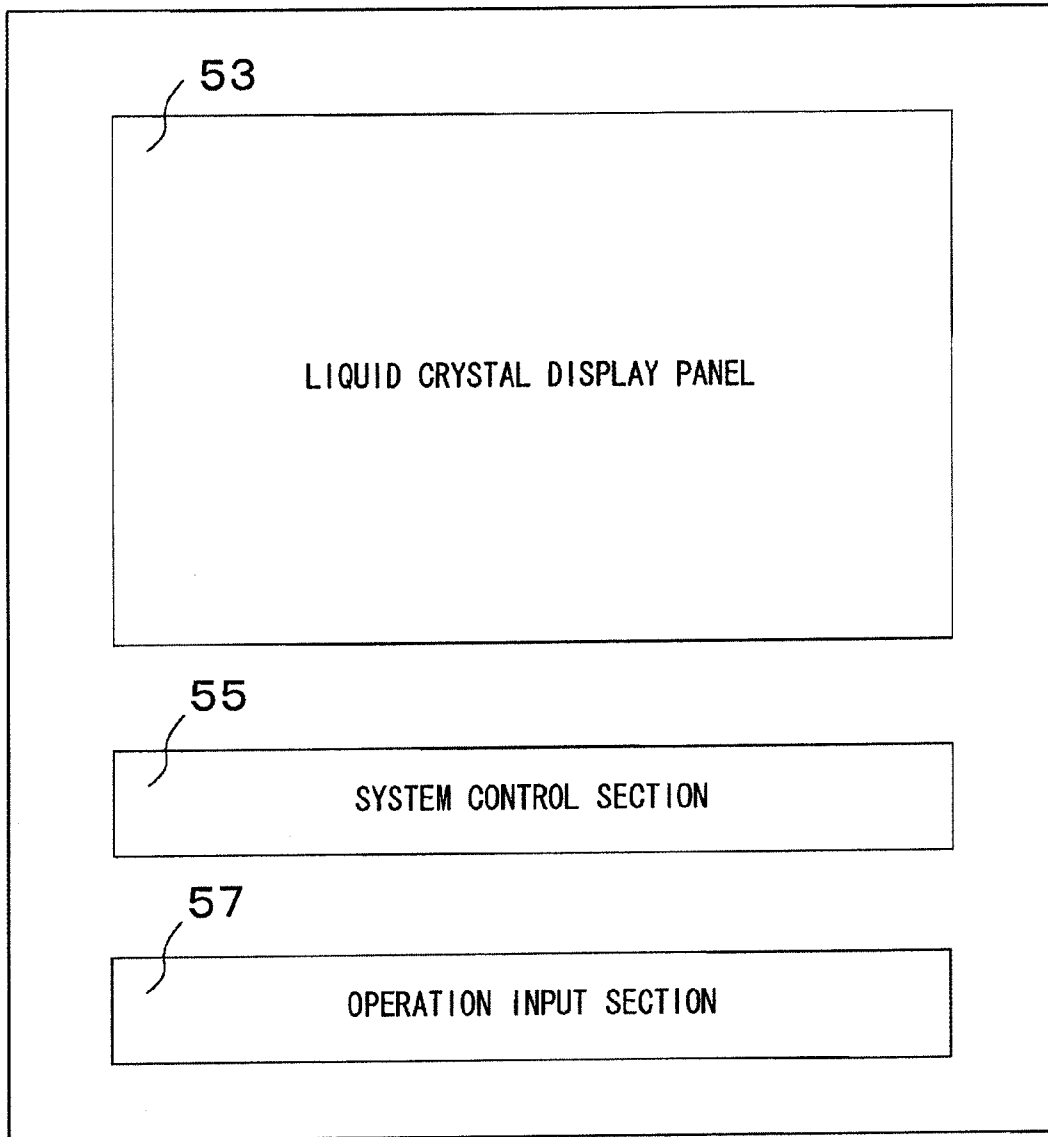 53
LIQUID CRYSTAL DISPLAY PANEL
55
SYSTEM CONTROL SECTION
57
OPERATION INPUT SECTION